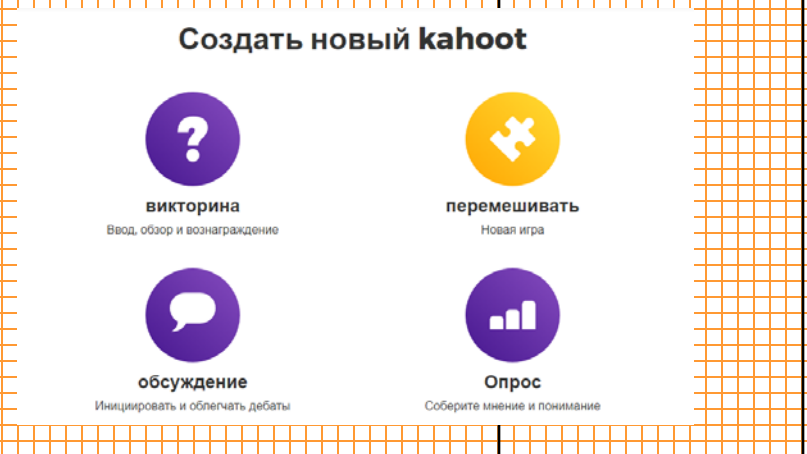 Создать новый kahoot
викторина
Ввод, обзор и вознаграждение
перемешивать
Новая игра
обсуждение
Инициировать и облегчать дебаты
Опрос
Соберите мнение и понимание